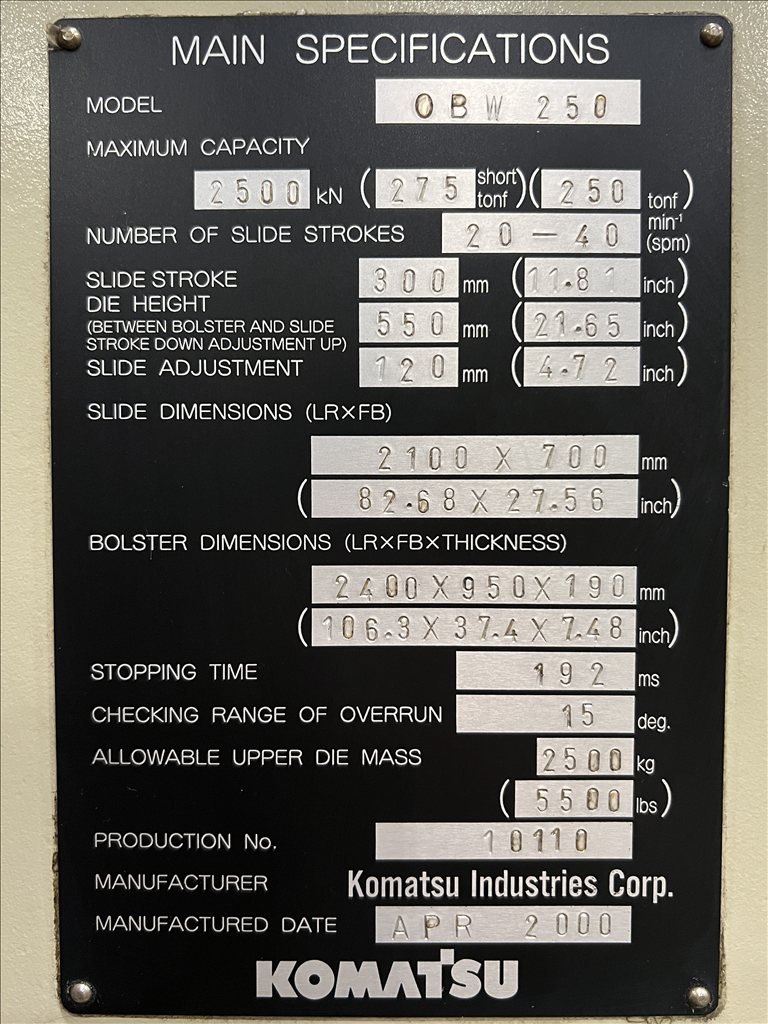 MAIN SPECIFICATIONS
MODEL OBW 250
MAXIMUM CAPACITY
2500 kN (275 short tonf)(250 tonf)
NUMBER OF SLIDE STROKES 20-40 min⁻¹ (spm)
SLIDE STROKE 300 mm (11.81 inch)
DIE HEIGHT
(BETWEEN BOLSTER AND SLIDE 550 mm (21.65 inch)
STROKE DOWN ADJUSTMENT UP)
SLIDE ADJUSTMENT 120 mm (4.72 inch)
SLIDE DIMENSIONS (LR×FB)
2100 X 700 mm
(82.68 X 27.56 inch)
BOLSTER DIMENSIONS (LR×FB×THICKNESS)
2400X950X190 mm
(106.3 X 37.4 X 7.48 inch)
STOPPING TIME 192 ms
CHECKING RANGE OF OVERRUN 15 deg.
ALLOWABLE UPPER DIE MASS 2500 kg
(5500 lbs)
PRODUCTION No. 10110
MANUFACTURER Komatsu Industries Corp.
MANUFACTURED DATE APR 2000
KOMATSU